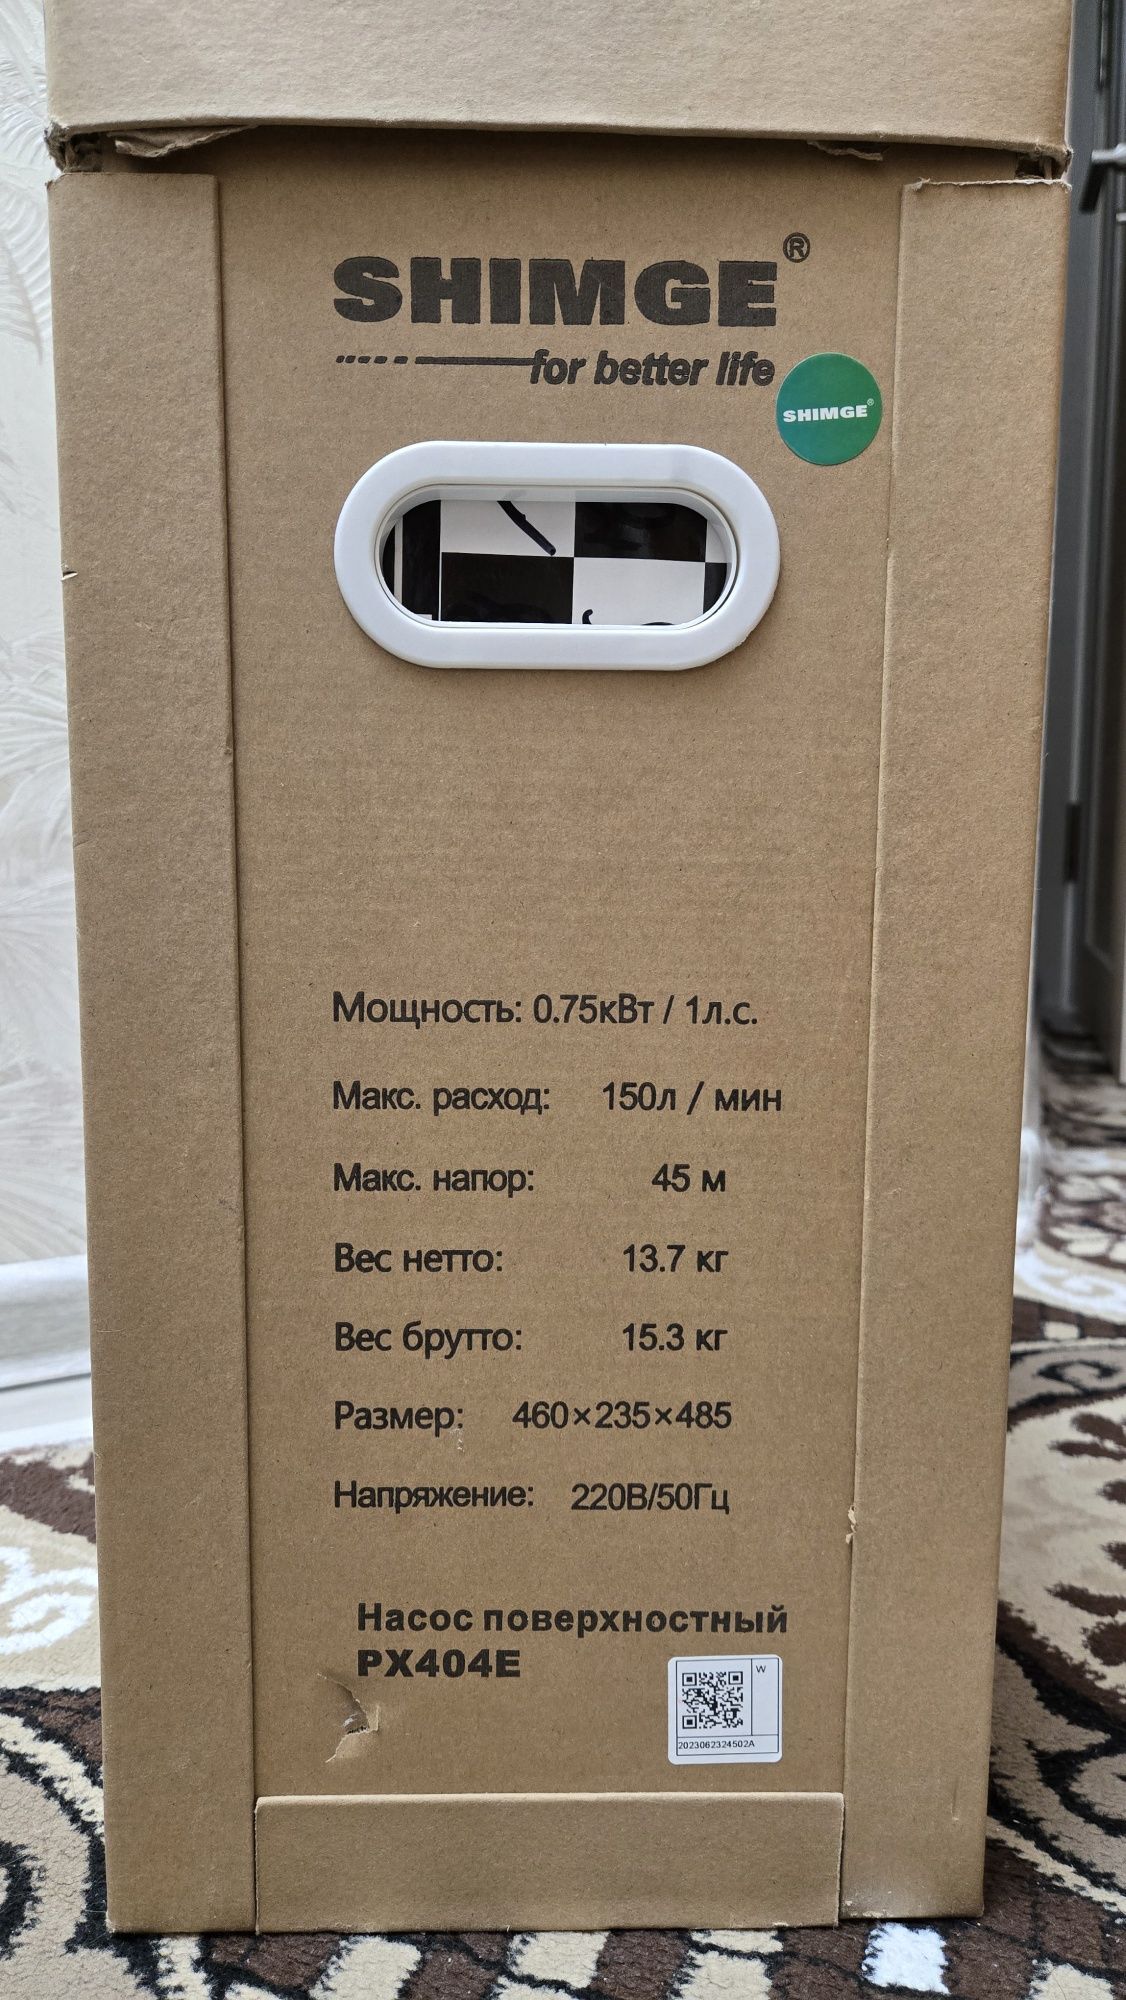 SHIMGE®
for better life
SHIMGE®
Мощность: 0.75кВт / 1л.с.
Макс. расход: 150л / мин
Макс. напор: 45 м
Вес нетто: 13.7 кг
Вес брутто: 15.3 кг
Размер: 460×235×485
Напряжение: 220В/50Гц
Насос поверхностный
PX404E
W
2023062324502A